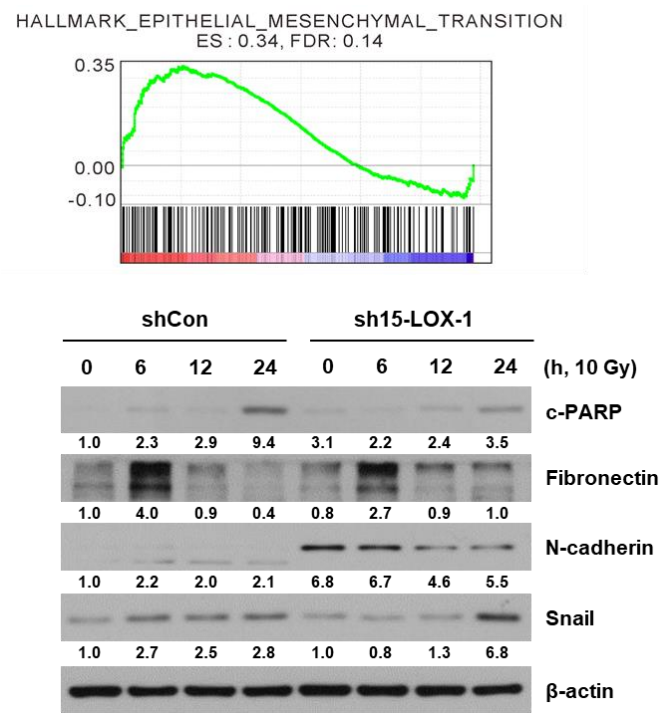 HALLMARK_EPITHELIAL_MESENCHYMAL_TRANSITION
ES : 0.34, FDR: 0.14
0.35
0.00
-0.10
shCon sh15-LOX-1
0 6 12 24 0 6 12 24 (h, 10 Gy)
c-PARP
1.0 2.3 2.9 9.4 3.1 2.2 2.4 3.5
Fibronectin
1.0 4.0 0.9 0.4 0.8 2.7 0.9 1.0
N-cadherin
1.0 2.2 2.0 2.1 6.8 6.7 4.6 5.5
Snail
1.0 2.7 2.5 2.8 1.0 0.8 1.3 6.8
β-actin